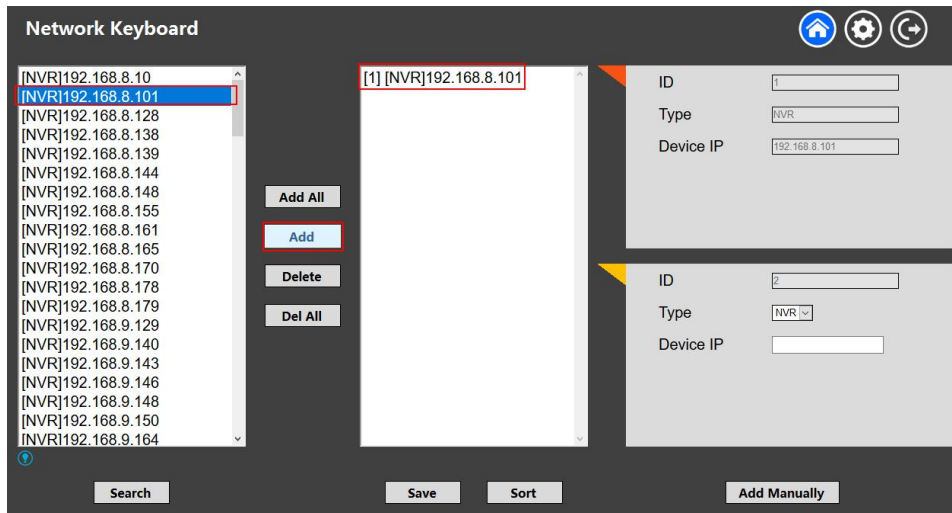 Network Keyboard
[NVR]192.168.8.10
[NVR]192.168.8.101
[NVR]192.168.8.128
[NVR]192.168.8.138
[NVR]192.168.8.139
[NVR]192.168.8.144
[NVR]192.168.8.148
[NVR]192.168.8.155
[NVR]192.168.8.161
[NVR]192.168.8.165
[NVR]192.168.8.170
[NVR]192.168.8.178
[NVR]192.168.8.179
[NVR]192.168.9.129
[NVR]192.168.9.140
[NVR]192.168.9.143
[NVR]192.168.9.146
[NVR]192.168.9.148
[NVR]192.168.9.150
[NVR]192.168.9.164
Search
Add All
Add
Delete
Del All
[1] [NVR]192.168.8.101
Save
Sort
ID 1
Type NVR
Device IP 192.168.8.101
ID 2
Type NVR
Device IP
Add Manually